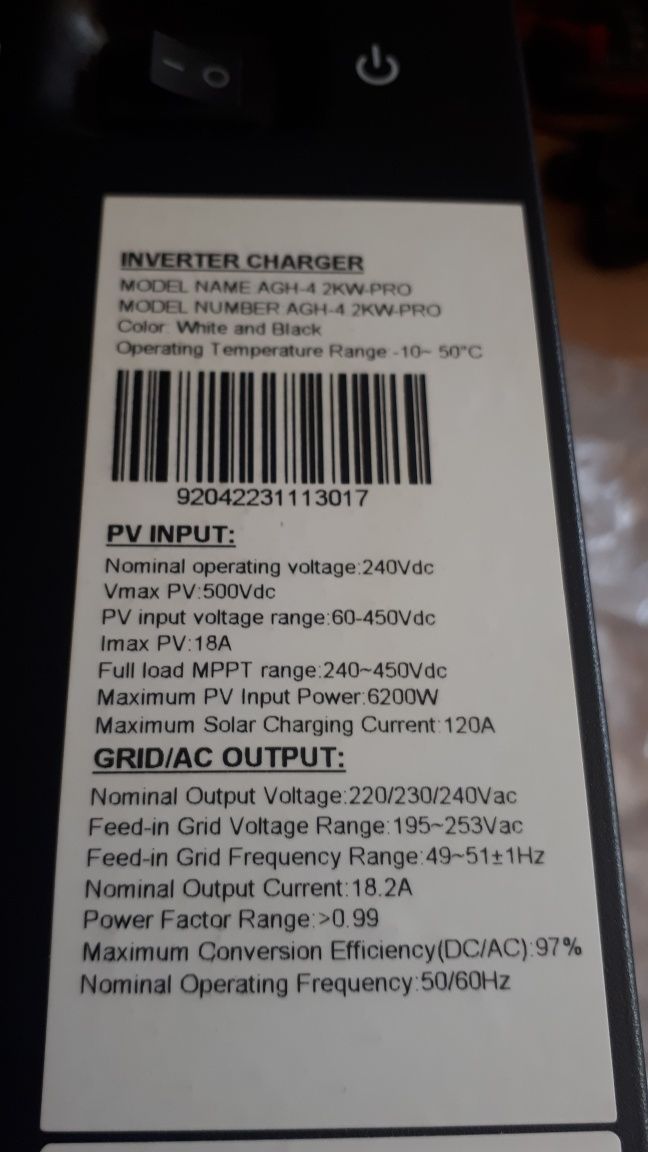 INVERTER CHARGER
MODEL NAME AGH-4 2KW-PRO
MODEL NUMBER AGH-4 2KW-PRO
Color: White and Black
Operating Temperature Range:-10~ 50°C
92042231113017
PV INPUT:
Nominal operating voltage:240Vdc
Vmax PV:500Vdc
PV input voltage range:60-450Vdc
Imax PV:18A
Full load MPPT range:240~450Vdc
Maximum PV Input Power:6200W
Maximum Solar Charging Current:120A
GRID/AC OUTPUT:
Nominal Output Voltage:220/230/240Vac
Feed-in Grid Voltage Range:195~253Vac
Feed-in Grid Frequency Range:49~51±1Hz
Nominal Output Current:18.2A
Power Factor Range:>0.99
Maximum Conversion Efficiency(DC/AC):97%
Nominal Operating Frequency:50/60Hz